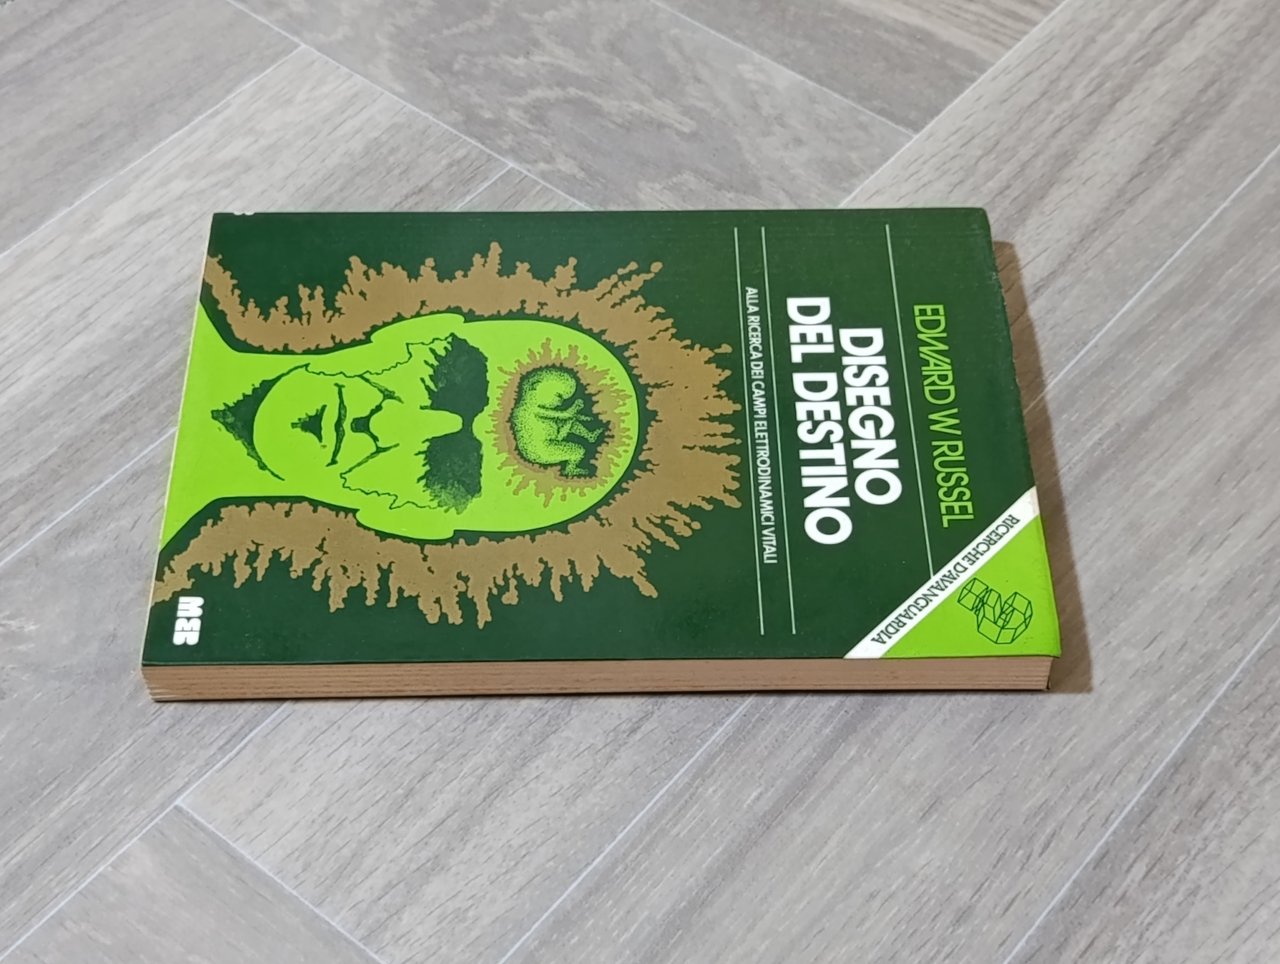 EDWARD W RUSSEL
DISEGNO
DEL DESTINO
ALLA RICERCA DEI CAMPI ELETTRODINAMICI VITALI
RICERCHE D'AVANGUARDIA
MEB